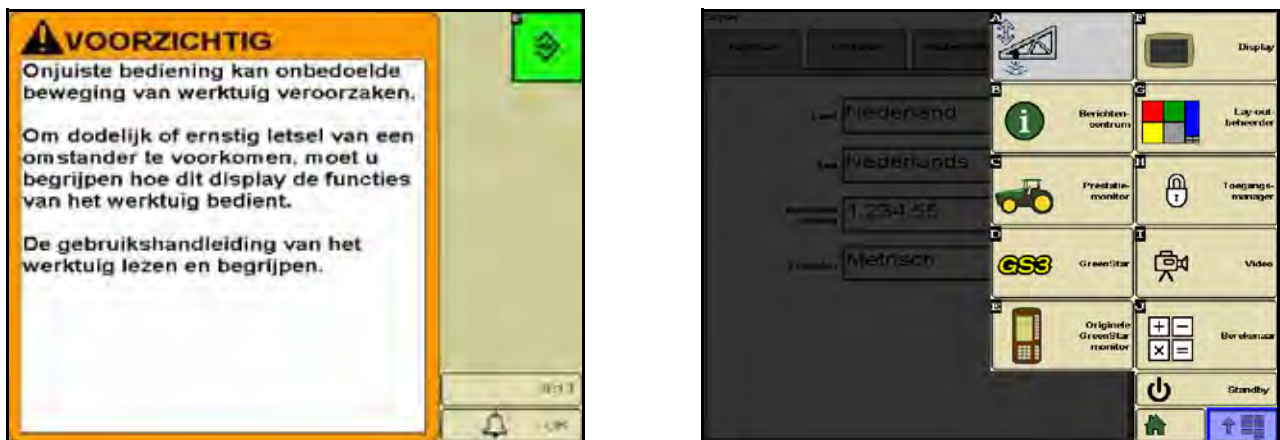 VOORZICHTIG
Onjuiste bediening kan onbedoelde
beweging van werktuig veroorzaken.
Om dodelijk of ernstig letsel van een
omstander te voorkomen, moet u
begrijpen hoe dit display de functies
van het werktuig bedient.
De gebruikshandleiding van het
werktuig lezen en begrijpen.
OK
Nederland
Nederlands
1.234,56
Metrisch
A
F
Display
B
Berichten-
centrum
G
Lay-out-
beheerder
C
Prestatie-
monitor
H
Toegangs-
manager
D
GS3
GreenStar
I
Video
E
Originele
GreenStar
monitor
J
Berekenaar
Standby